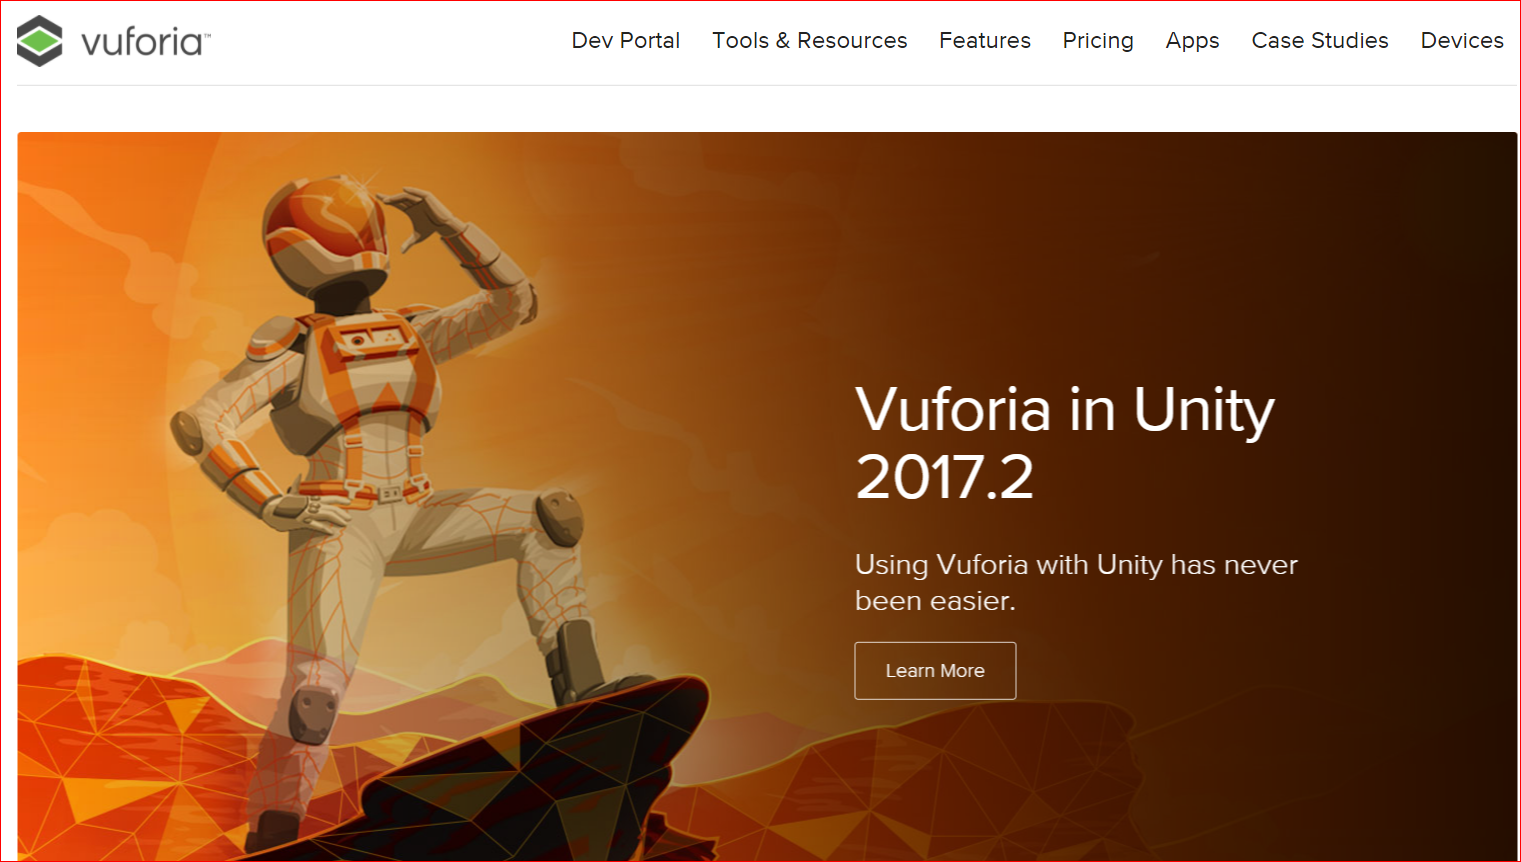 vuforia™
Dev Portal Tools & Resources Features Pricing Apps Case Studies Devices
Vuforia in Unity
2017.2
Using Vuforia with Unity has never
been easier.
Learn More